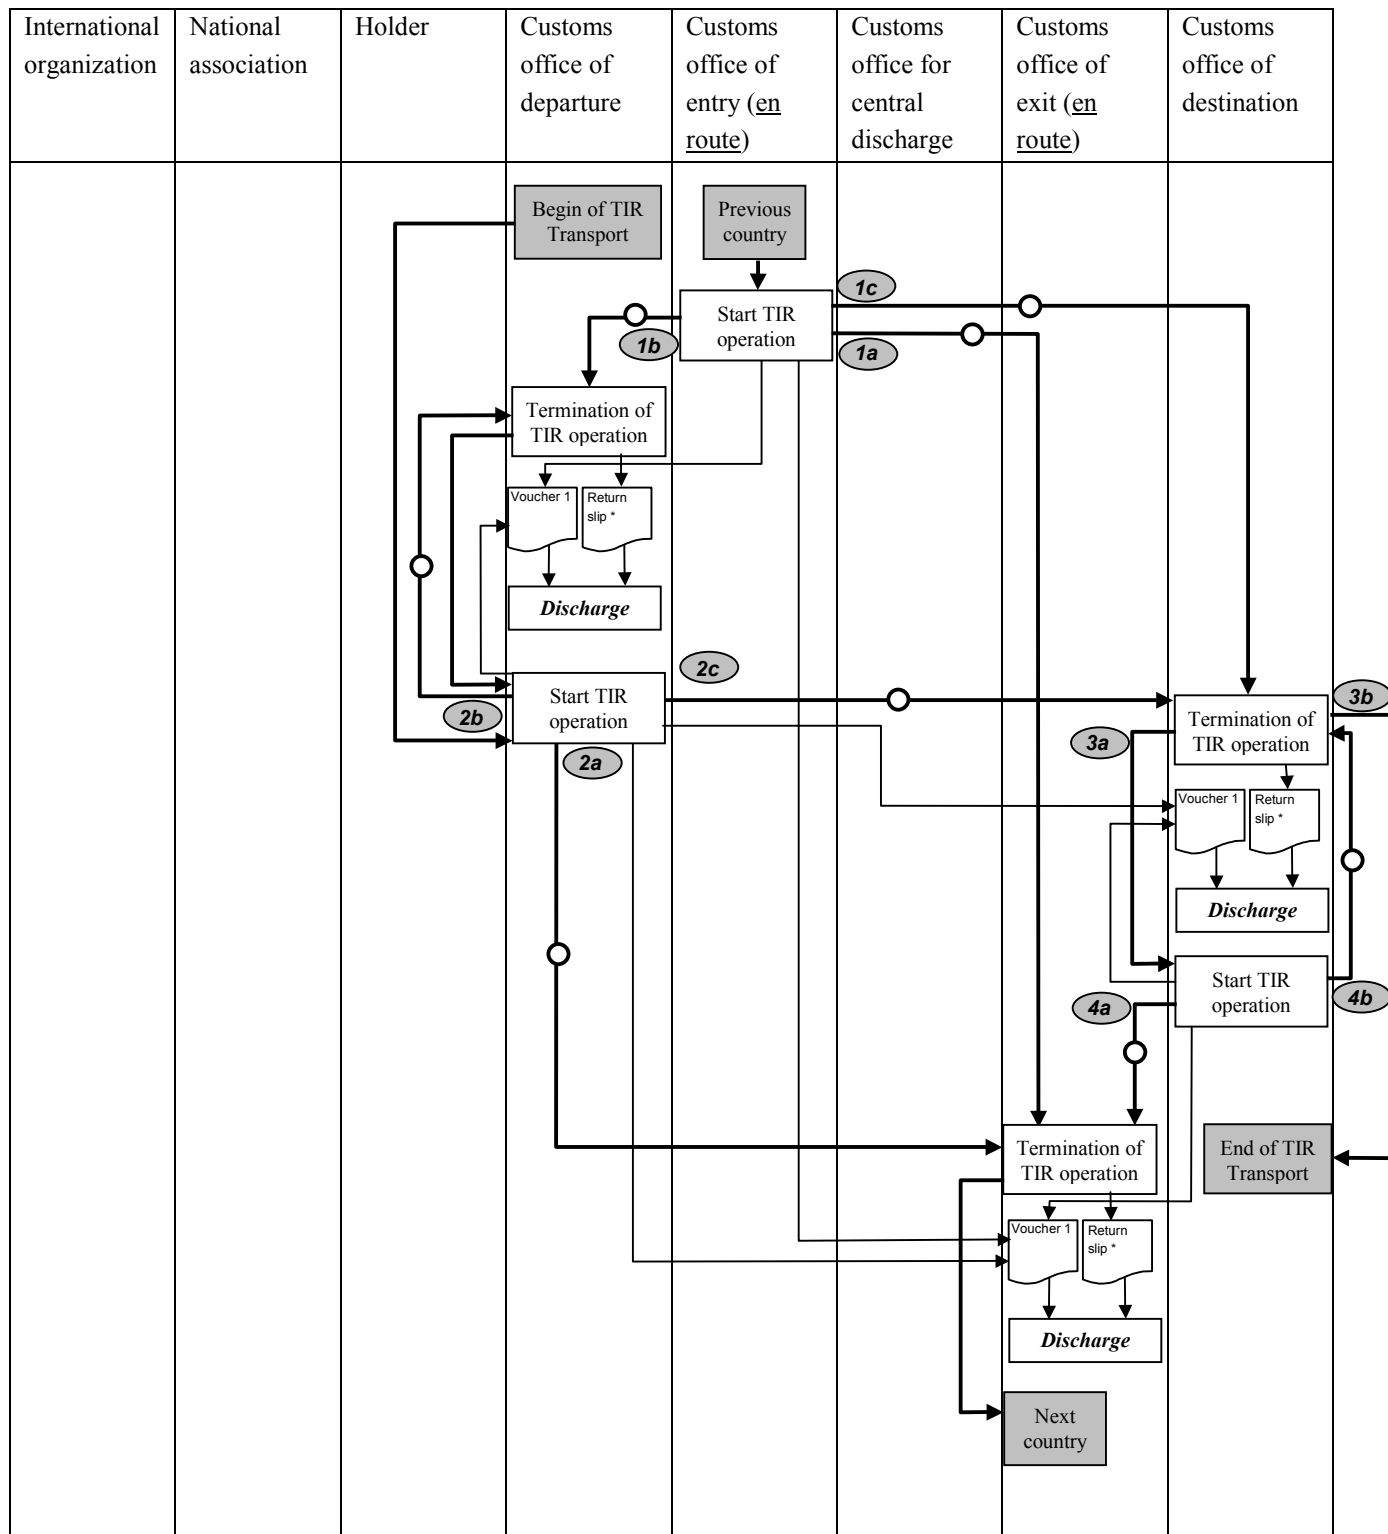 International
organization
National
association
Holder
Customs
office of
departure
Customs
office of
entry (en
route)
Customs
office for
central
discharge
Customs
office of
exit (en
route)
Customs
office of
destination
Begin of TIR
Transport
Previous
country
1c
Start TIR
operation
1b
1a
Termination of
TIR operation
Voucher 1
Return
slip *
Discharge
2c
Start TIR
operation
2b
2a
3b
Termination of
TIR operation
3a
Voucher 1
Return
slip *
Discharge
Start TIR
operation
4a
4b
Termination of
TIR operation
End of TIR
Transport
Voucher 1
Return
slip *
Discharge
Next
country